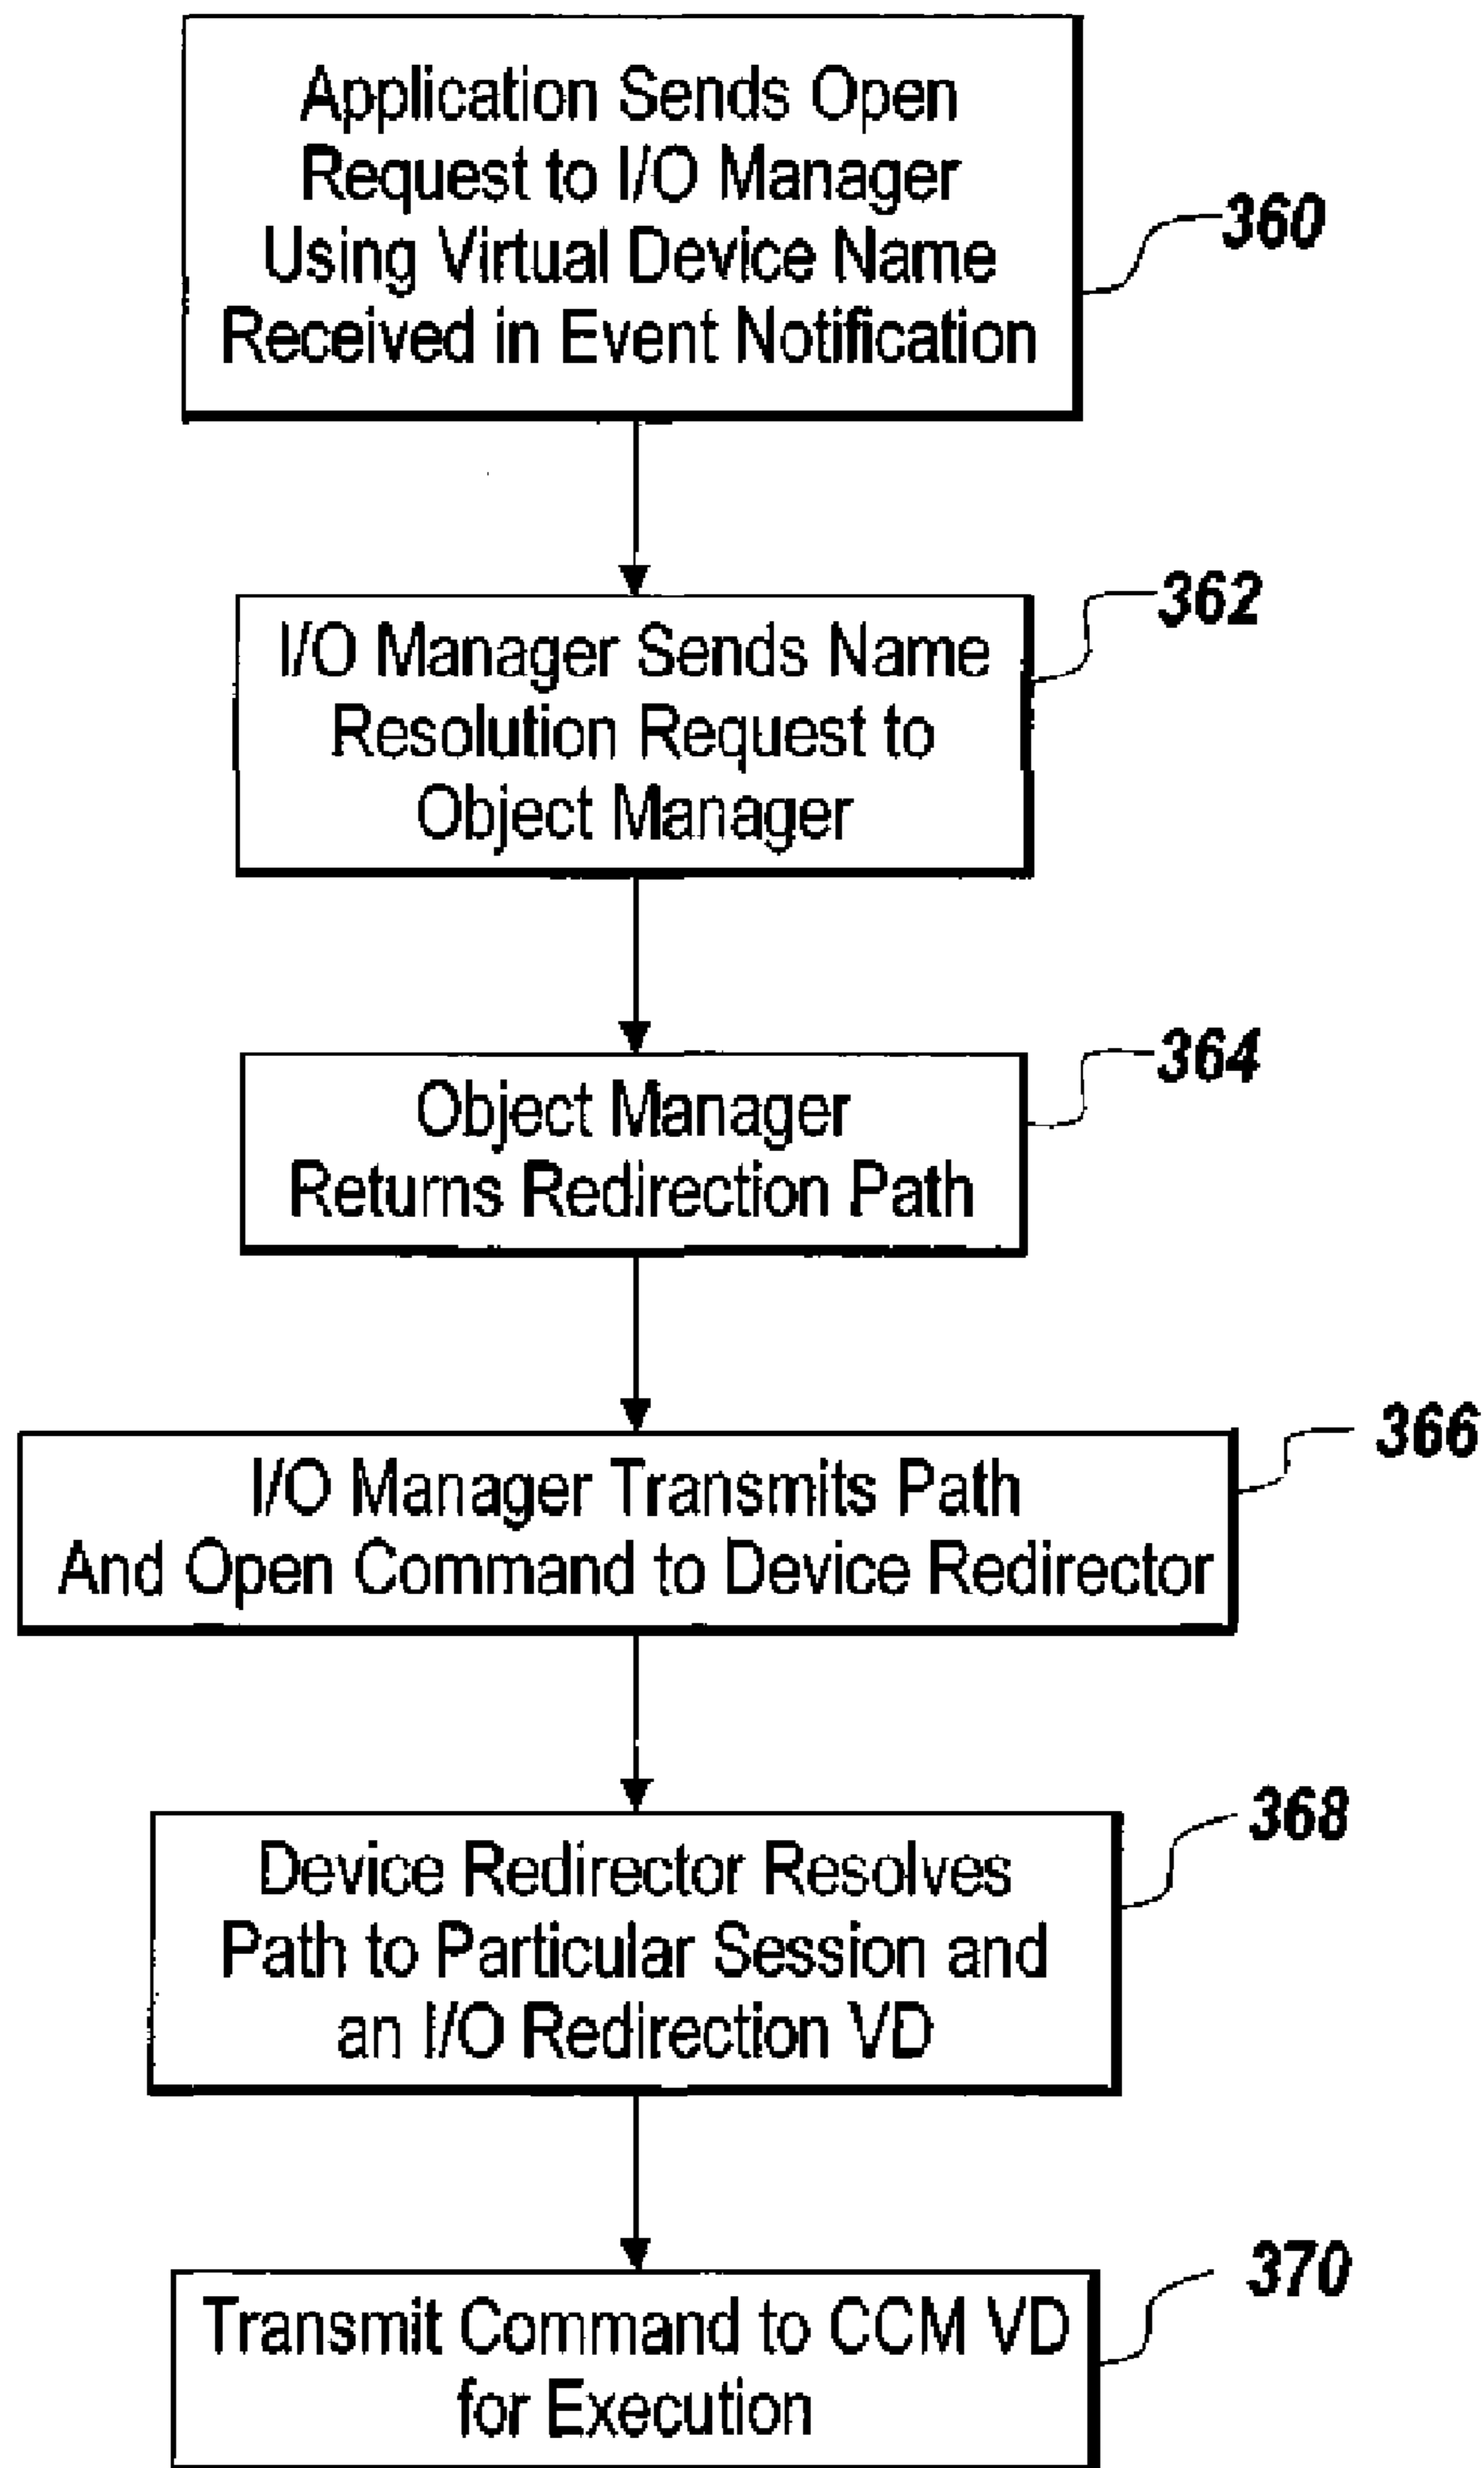 Application Sends Open
Request to I/O Manager
Using Virtual Device Name
Received in Event Notification
360
I/O Manager Sends Name
Resolution Request to
Object Manager
362
Object Manager
Returns Redirection Path
364
I/O Manager Transmits Path
And Open Command to Device Redirector
366
Device Redirector Resolves
Path to Particular Session and
an I/O Redirection VD
368
Transmit Command to CCM VD
for Execution
370